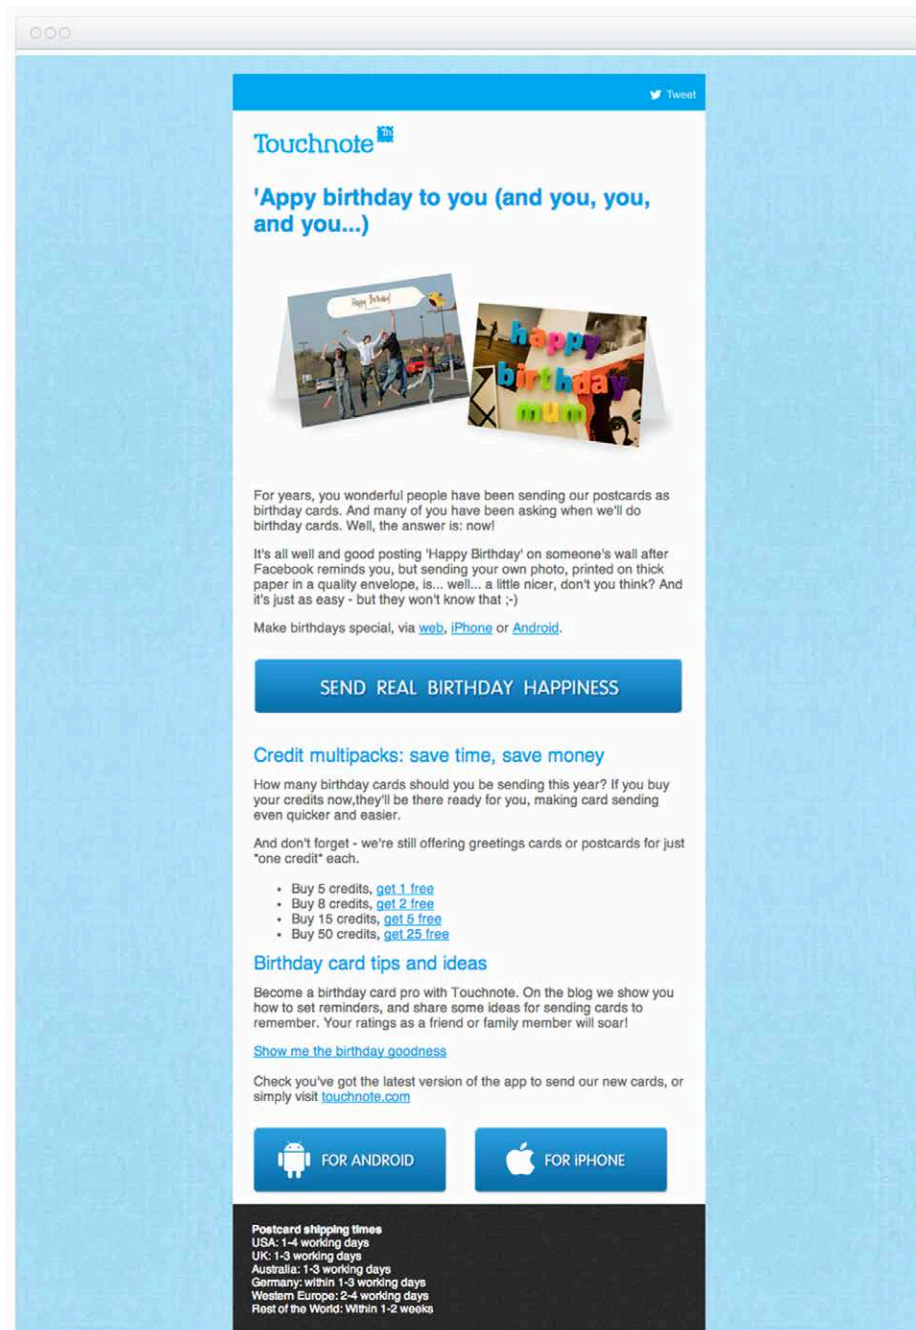 Tweet
Touchnote Th
'Appy birthday to you (and you, you,
and you...)
Happy Birthday!
happy
birthday
mum
For years, you wonderful people have been sending our postcards as
birthday cards. And many of you have been asking when we'll do
birthday cards. Well, the answer is: now!
It's all well and good posting 'Happy Birthday' on someone's wall after
Facebook reminds you, but sending your own photo, printed on thick
paper in a quality envelope, is... well... a little nicer, don't you think? And
it's just as easy - but they won't know that ;-)
Make birthdays special, via web, iPhone or Android.
SEND REAL BIRTHDAY HAPPINESS
Credit multipacks: save time, save money
How many birthday cards should you be sending this year? If you buy
your credits now,they'll be there ready for you, making card sending
even quicker and easier.
And don't forget - we're still offering greetings cards or postcards for just
*one credit* each.
• Buy 5 credits, get 1 free
• Buy 8 credits, get 2 free
• Buy 15 credits, get 5 free
• Buy 50 credits, get 25 free
Birthday card tips and ideas
Become a birthday card pro with Touchnote. On the blog we show you
how to set reminders, and share some ideas for sending cards to
remember. Your ratings as a friend or family member will soar!
Show me the birthday goodness
Check you've got the latest version of the app to send our new cards, or
simply visit touchnote.com
FOR ANDROID
FOR iPHONE
Postcard shipping times
USA: 1-4 working days
UK: 1-3 working days
Australia: 1-3 working days
Germany: within 1-3 working days
Western Europe: 2-4 working days
Rest of the World: Within 1-2 weeks